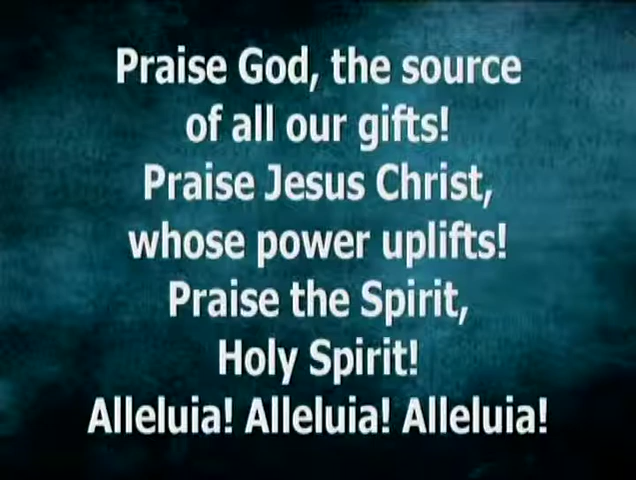 Praise God, the source
of all our gifts!
Praise Jesus Christ,
whose power uplifts!
Praise the Spirit,
Holy Spirit!
Alleluia! Alleluia! Alleluia!